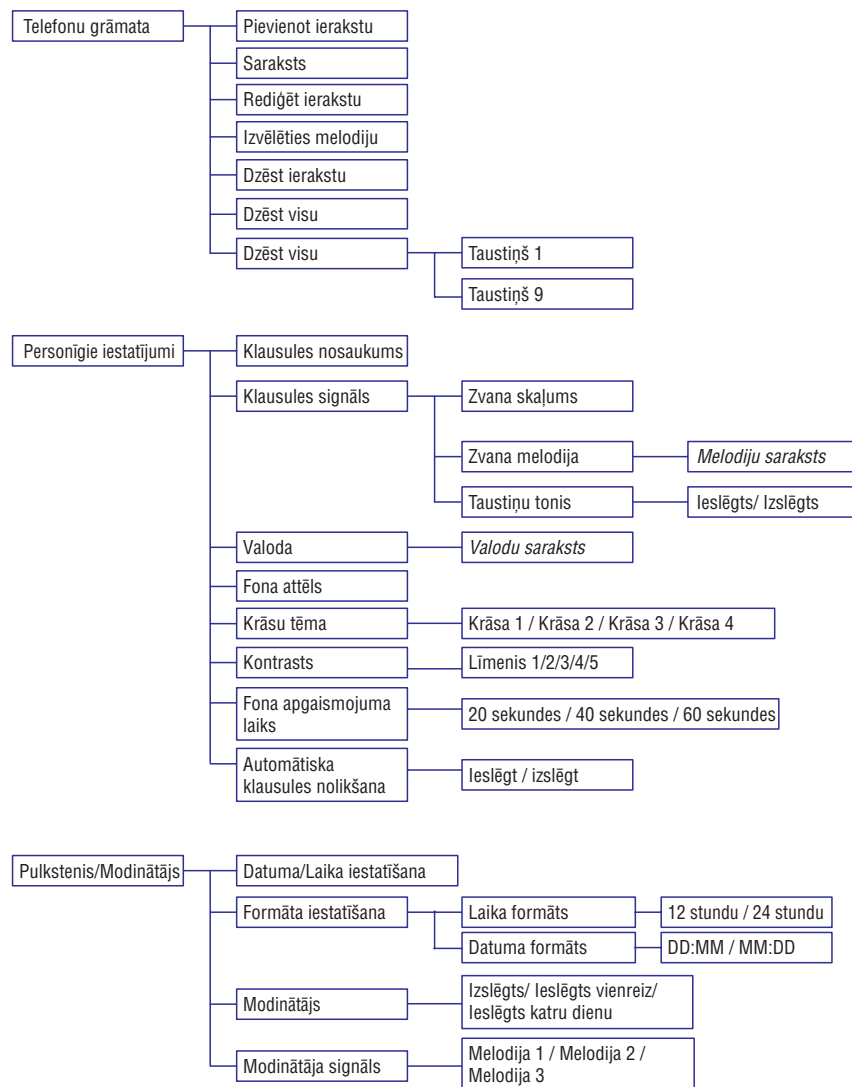 Telefonu grāmata
Pievienot ierakstu
Saraksts
Rediģēt ierakstu
Izvēlēties melodiju
Dzēst ierakstu
Dzēst visu
Dzēst visu
Taustiņš 1
Taustiņš 9
Personīgie iestatījumi
Klausules nosaukums
Klausules signāls
Zvana skaļums
Zvana melodija
Melodiju saraksts
Taustiņu tonis
Ieslēgts/ Izslēgts
Valoda
Valodu saraksts
Fona attēls
Krāsu tēma
Krāsa 1 / Krāsa 2 / Krāsa 3 / Krāsa 4
Kontrasts
Līmenis 1/2/3/4/5
Fona apgaismojuma
laiks
20 sekundes / 40 sekundes / 60 sekundes
Automātiska
klausules nolikšana
Ieslēgt / izslēgt
Pulkstenis/Modinātājs
Datuma/Laika iestatīšana
Formāta iestatīšana
Laika formāts
12 stundu / 24 stundu
Datuma formāts
DD:MM / MM:DD
Modinātājs
Izslēgts/ Ieslēgts vienreiz/
Ieslēgts katru dienu
Modinātāja signāls
Melodija 1 / Melodija 2 /
Melodija 3